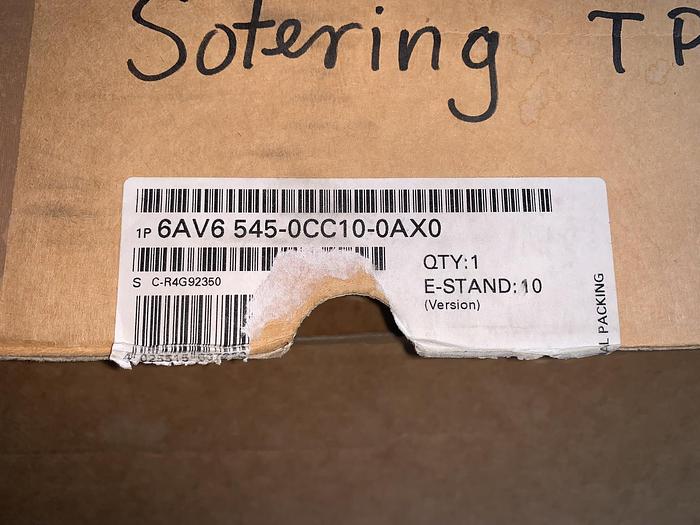 Sotering TP
1P 6AV6 545-0CC10-0AX0
S C-R4G92350
QTY:1
E-STAND:10
(Version)
AL PACKING